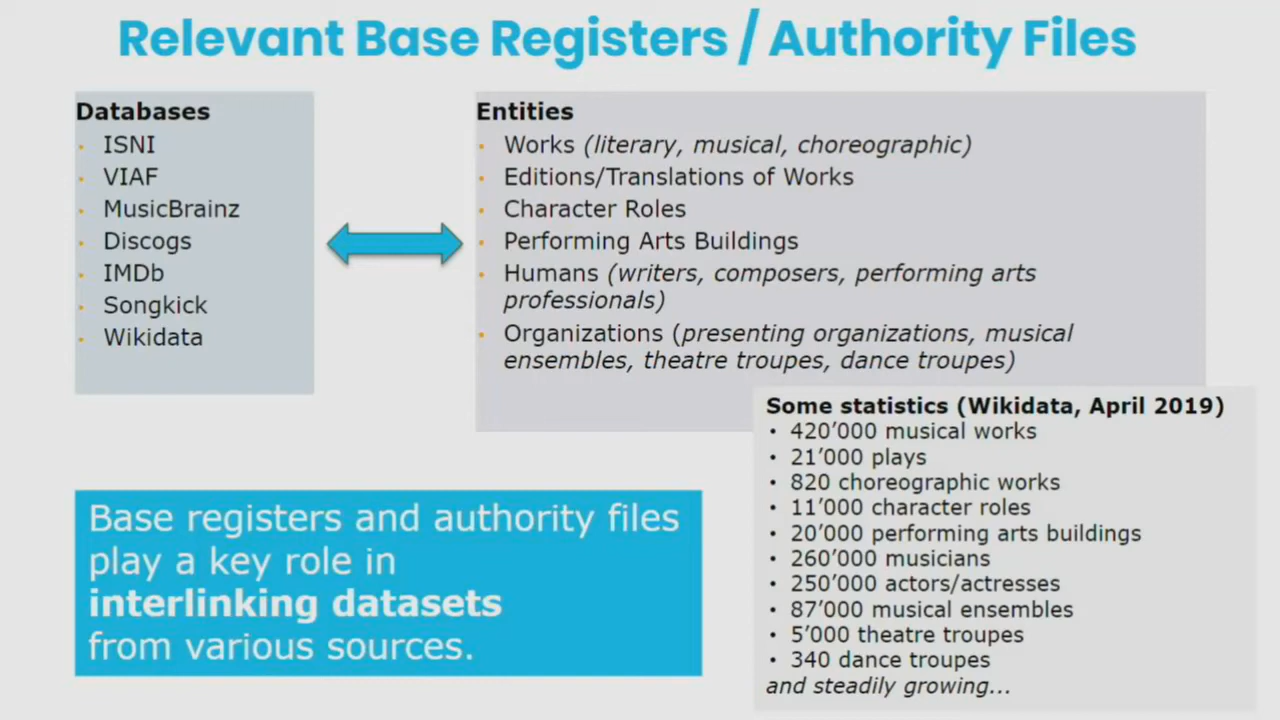 Relevant Base Registers / Authority Files
Databases
• ISNI
• VIAF
• MusicBrainz
• Discogs
• IMDb
• Songkick
• Wikidata
Entities
• Works (literary, musical, choreographic)
• Editions/Translations of Works
• Character Roles
• Performing Arts Buildings
• Humans (writers, composers, performing arts
professionals)
• Organizations (presenting organizations, musical
ensembles, theatre troupes, dance troupes)
Some statistics (Wikidata, April 2019)
• 420’000 musical works
• 21’000 plays
• 820 choreographic works
• 11’000 character roles
• 20’000 performing arts buildings
• 260’000 musicians
• 250’000 actors/actresses
• 87’000 musical ensembles
• 5’000 theatre troupes
• 340 dance troupes
and steadily growing...
Base registers and authority files
play a key role in
interlinking datasets
from various sources.